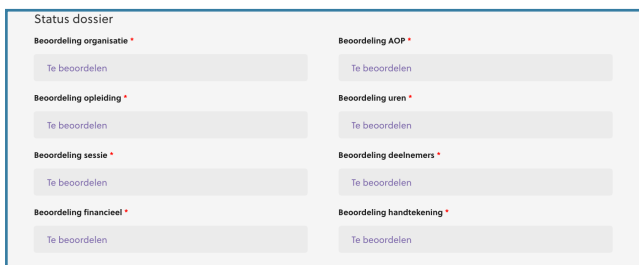 Status dossier
Beoordeling organisatie *
Beoordeling AOP *
Te beoordelen
Te beoordelen
Beoordeling opleiding *
Beoordeling uren *
Te beoordelen
Te beoordelen
Beoordeling sessie *
Beoordeling deelnemers *
Te beoordelen
Te beoordelen
Beoordeling financieel *
Beoordeling handtekening *
Te beoordelen
Te beoordelen